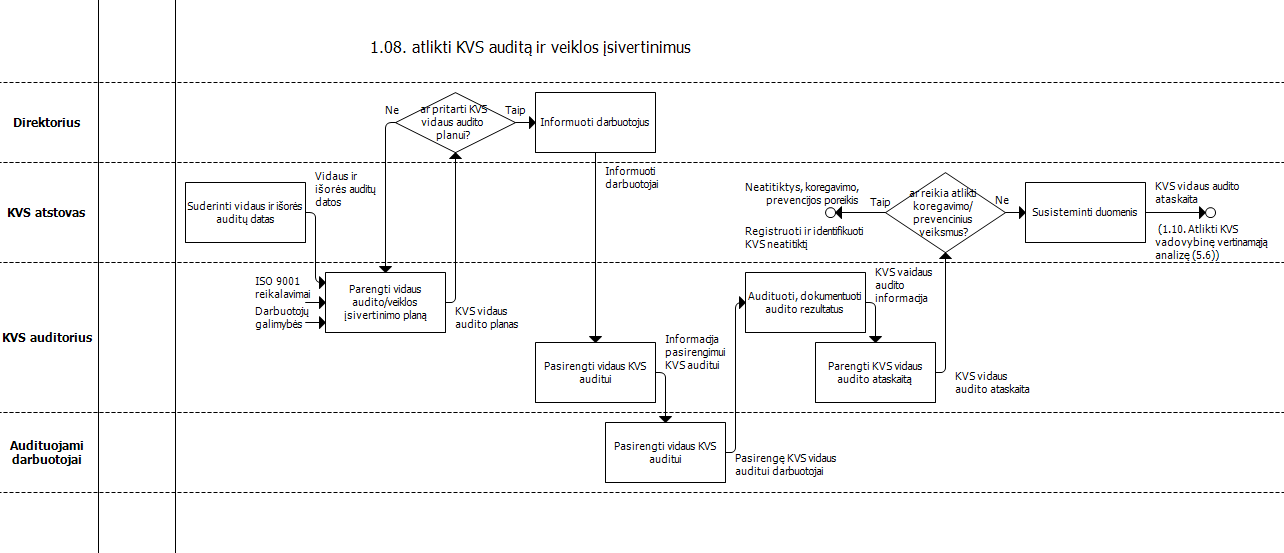 1.08. atlikti KVS auditą ir veiklos įsivertinimus
Direktorius
Ne
ar pritarti KVS
vidaus audito
planui?
Taip
Informuoti darbuotojus
Informuoti
darbuotojai
KVS atstovas
Suderinti vidaus ir išorės
auditų datas
Vidaus ir
išorės auditų
datos
Neatitiktys, koregavimo,
prevencijos poreikis
Taip
Registruoti ir identifikuoti
KVS neatitiktį
ar reikia atlikti
koregavimo/
prevencinius
veiksmus?
Ne
Susisteminti duomenis
KVS vidaus audito
ataskaita
(1.10. Atlikti KVS
vadovybinę vertinamąją
analizę (5.6))
KVS auditorius
ISO 9001
reikalavimai
Darbuotojų
galimybės
Parengti vidaus
audito/veiklos
įsivertinimo planą
KVS vidaus
audito planas
Pasirengti vidaus KVS
auditui
Informacija
pasirengimui
KVS auditui
Audituoti, dokumentuoti
audito rezultatus
KVS vaidaus
audito
informacija
Parengti KVS vidaus
audito ataskaitą
KVS vidaus
audito ataskaita
Audituojami
darbuotojai
Pasirengti vidaus KVS
auditui
Pasirengę KVS vidaus
auditui darbuotojai